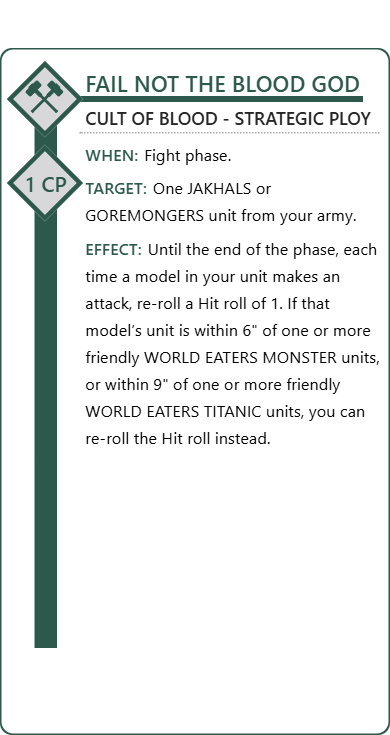 FAIL NOT THE BLOOD GOD
CULT OF BLOOD - STRATEGIC PLOY
1 CP
WHEN: Fight phase.
TARGET: One JAKHALS or
GOREMONGERS unit from your army.
EFFECT: Until the end of the phase, each
time a model in your unit makes an
attack, re-roll a Hit roll of 1. If that
model's unit is within 6" of one or more
friendly WORLD EATERS MONSTER units,
or within 9" of one or more friendly
WORLD EATERS TITANIC units, you can
re-roll the Hit roll instead.